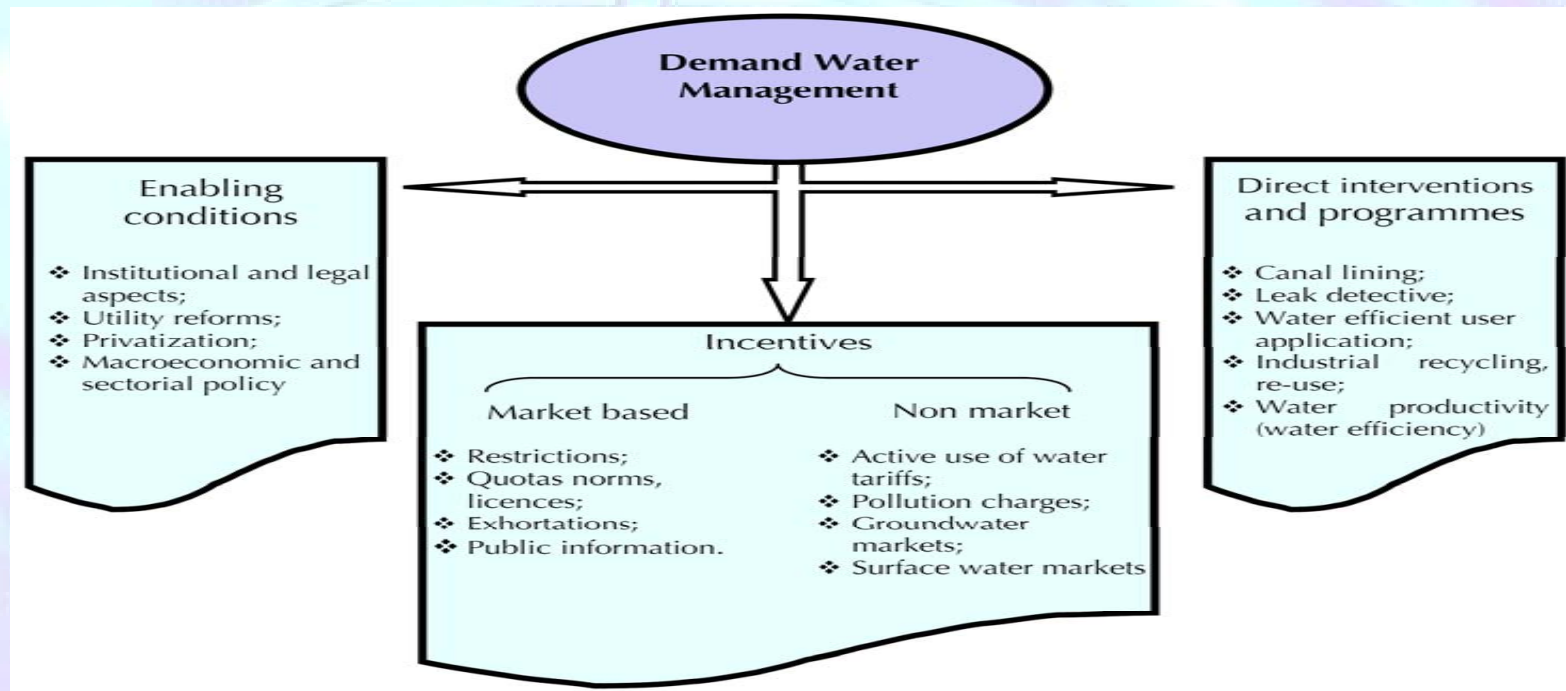 Demand Water
Management
Enabling
conditions
❖ Institutional and legal
aspects;
❖ Utility reforms;
❖ Privatization;
❖ Macroeconomic and
sectorial policy
Incentives
Market based
❖ Restrictions;
❖ Quotas norms,
licences;
❖ Exhortations;
❖ Public information.
Non market
❖ Active use of water
tariffs;
❖ Pollution charges;
❖ Groundwater
markets;
❖ Surface water markets
Direct interventions
and programmes
❖ Canal lining;
❖ Leak detective;
❖ Water efficient user
application;
❖ Industrial recycling,
re-use;
❖ Water productivity
(water efficiency)